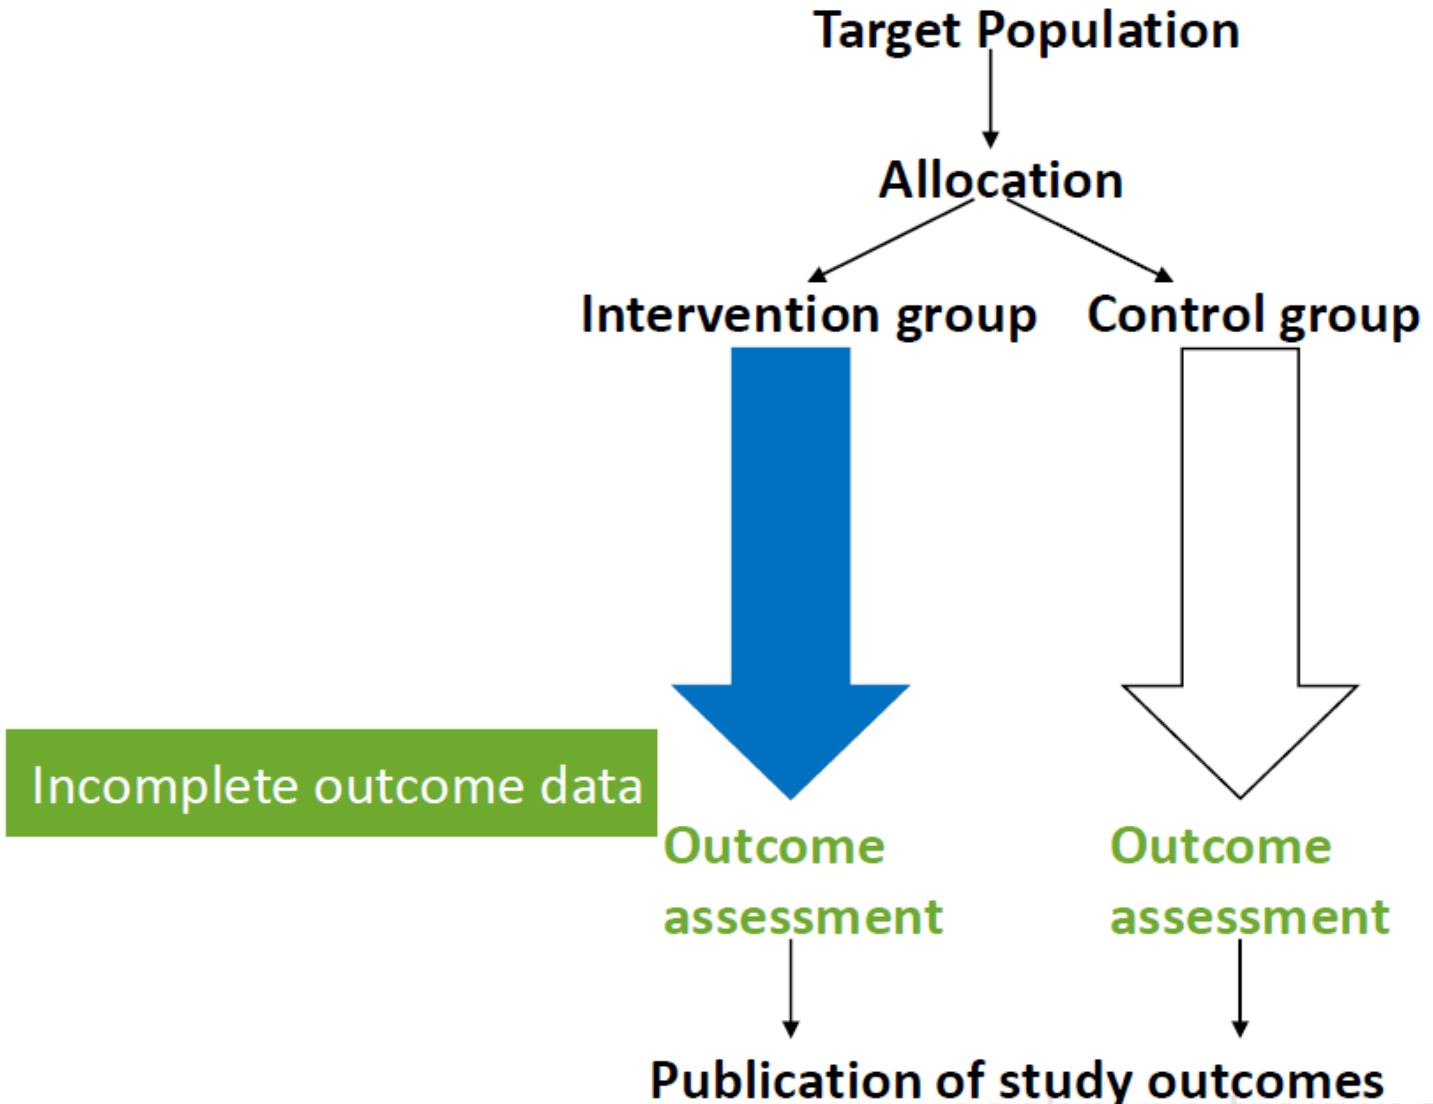 Target Population
Allocation
Intervention group
Control group
Incomplete outcome data
Outcome
assessment
Outcome
assessment
Publication of study outcomes